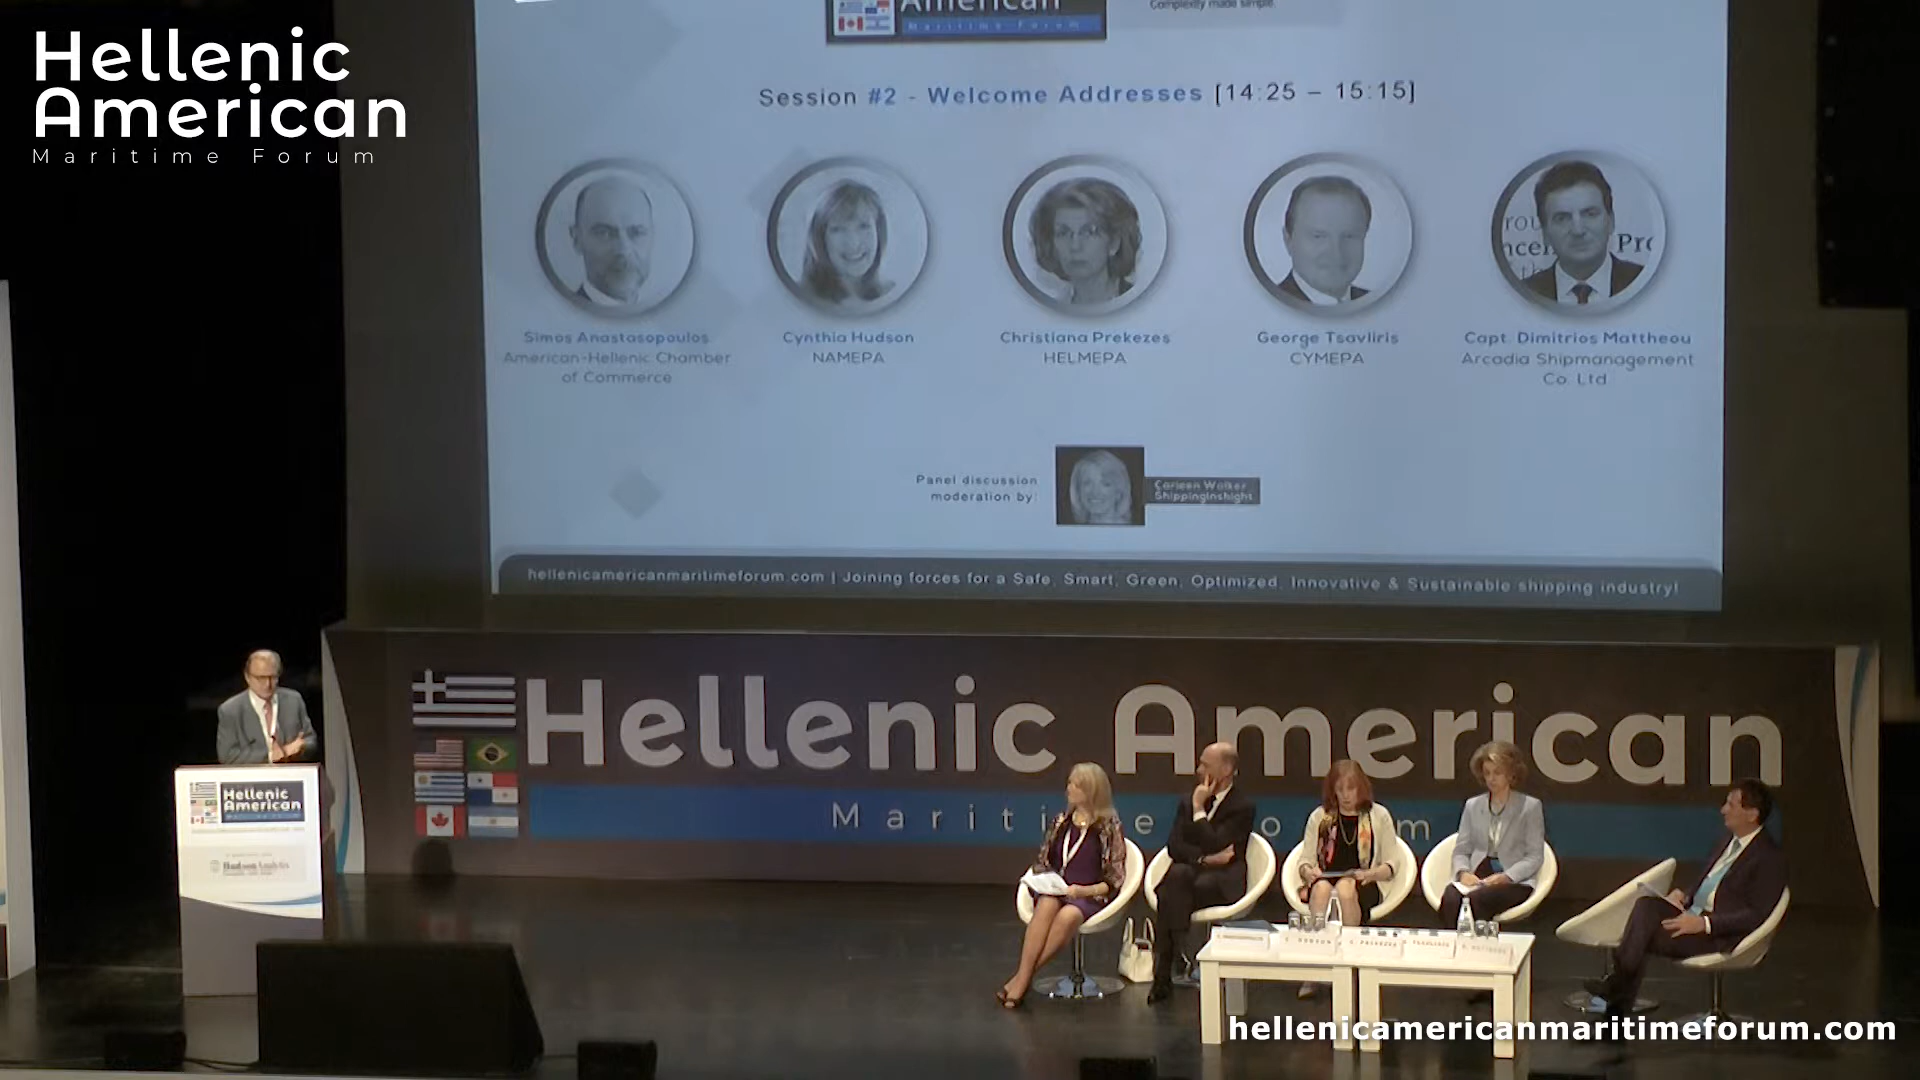 Hellenic
American
Maritime Forum
American
Maritime Forum
Complexity made simple.
Session #2 - Welcome Addresses [14:25 – 15:15]
Simos Anastasopoulos
American-Hellenic Chamber
of Commerce
Cynthia Hudson
NAMEPA
Christiana Prekezes
HELMEPA
George Tsavliris
CYMEPA
Capt. Dimitrios Mattheou
Arcadia Shipmanagement
Co. Ltd.
Panel discussion
moderation by:
Carleen Walker
hellenicamericanmaritimeforum.com | Joining forces for a Safe, Smart, Green, Optimized, Innovative & Sustainable shipping industry!
Hellenic American
Hellenic
American
hellenicamericanmaritimeforum.com